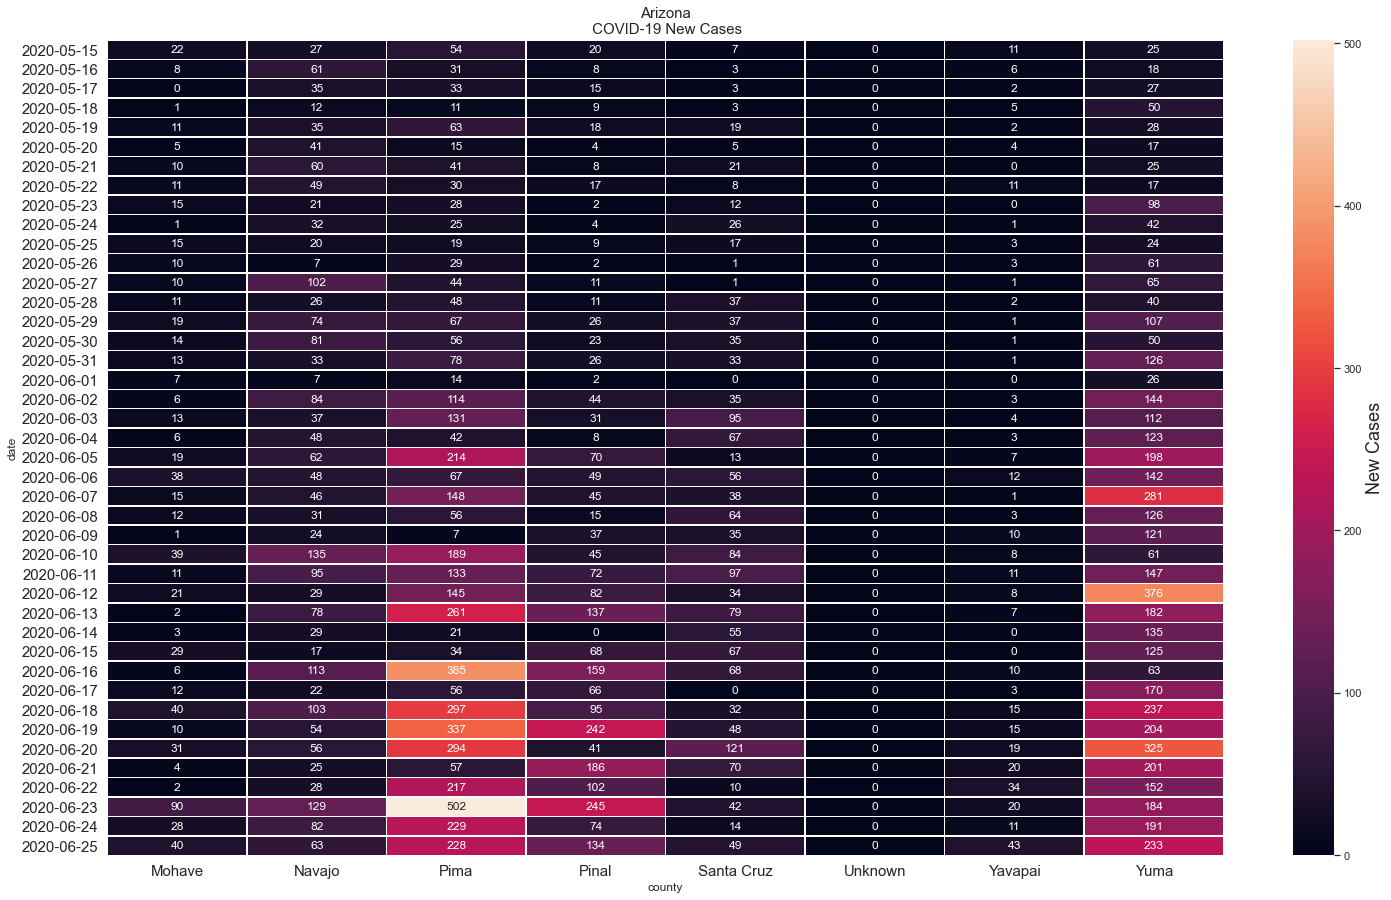 Arizona
COVID-19 New Cases
2020-05-15 22 27 54 20 7 0 11 25
2020-05-16 8 61 31 8 3 0 6 18
2020-05-17 0 35 33 15 3 0 2 27
2020-05-18 1 12 11 9 3 0 5 50
2020-05-19 11 35 63 18 19 0 2 28
2020-05-20 5 41 15 4 5 0 4 17
2020-05-21 10 60 41 8 21 0 0 25
2020-05-22 11 49 30 17 8 0 11 17
2020-05-23 15 21 28 2 12 0 0 98
2020-05-24 1 32 25 4 26 0 1 42
2020-05-25 15 20 19 9 17 0 3 24
2020-05-26 10 7 29 2 1 0 3 61
2020-05-27 10 102 44 11 1 0 1 65
2020-05-28 11 26 48 11 37 0 2 40
2020-05-29 19 74 67 26 37 0 1 107
2020-05-30 14 81 56 23 35 0 1 50
2020-05-31 13 33 78 26 33 0 1 126
2020-06-01 7 7 14 2 0 0 0 26
2020-06-02 6 84 114 44 35 0 3 144
2020-06-03 13 37 131 31 95 0 4 112
2020-06-04 6 48 42 8 67 0 3 123
2020-06-05 19 62 214 70 13 0 7 198
2020-06-06 38 48 67 49 56 0 12 142
2020-06-07 15 46 148 45 38 0 1 281
2020-06-08 12 31 56 15 64 0 3 126
2020-06-09 1 24 7 37 35 0 10 121
2020-06-10 39 135 189 45 84 0 8 61
2020-06-11 11 95 133 72 97 0 11 147
2020-06-12 21 29 145 82 34 0 8 376
2020-06-13 2 78 261 137 79 0 7 182
2020-06-14 3 29 21 0 55 0 0 135
2020-06-15 29 17 34 68 67 0 0 125
2020-06-16 6 113 385 159 68 0 10 63
2020-06-17 12 22 56 66 0 0 3 170
2020-06-18 40 103 297 95 32 0 15 237
2020-06-19 10 54 337 242 48 0 15 204
2020-06-20 31 56 294 41 121 0 19 325
2020-06-21 4 25 57 186 70 0 20 201
2020-06-22 2 28 217 102 10 0 34 152
2020-06-23 90 129 502 245 42 0 20 184
2020-06-24 28 82 229 74 14 0 11 191
2020-06-25 40 63 228 134 49 0 43 233
Mohave Navajo Pima Pinal Santa Cruz Unknown Yavapai Yuma
county
date
500
400
300
200
100
0
New Cases